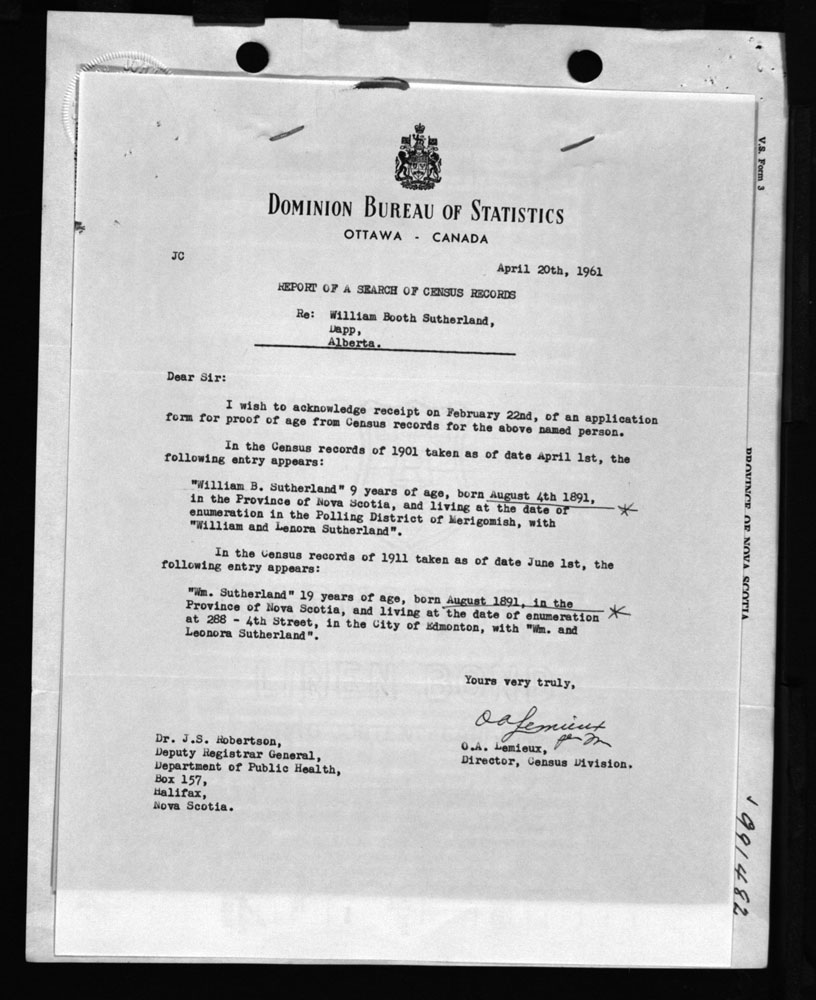 DOMINION BUREAU OF STATISTICS
OTTAWA - CANADA
JC
April 20th, 1961
REPORT OF A SEARCH OF CENSUS RECORDS
Re: William Booth Sutherland,
Dapp,
Alberta.
Dear Sir:
I wish to acknowledge receipt on February 22nd, of an application
form for proof of age from Census records for the above named person.
In the Census records of 1901 taken as of date April 1st, the
following entry appears:
"William B. Sutherland" 9 years of age, born August 4th 1891,
in the Province of Nova Scotia, and living at the date of
enumeration in the Polling District of Merigomish, with
"William and Lenora Sutherland".
In the Census records of 1911 taken as of date June 1st, the
following entry appears:
"Wm. Sutherland" 19 years of age, born August 1891, in the
Province of Nova Scotia, and living at the date of enumeration
at 288 - 4th Street, in the City of Edmonton, with "Wm. and
Leonora Sutherland".
Yours very truly,
OA Lemieux
O.A. Lemieux,
Director, Census Division.
Dr. J.S. Robertson,
Deputy Registrar General,
Department of Public Health,
Box 157,
Halifax,
Nova Scotia.
V.S. Form 3
PROVINCE OF NOVA SCOTIA
991482